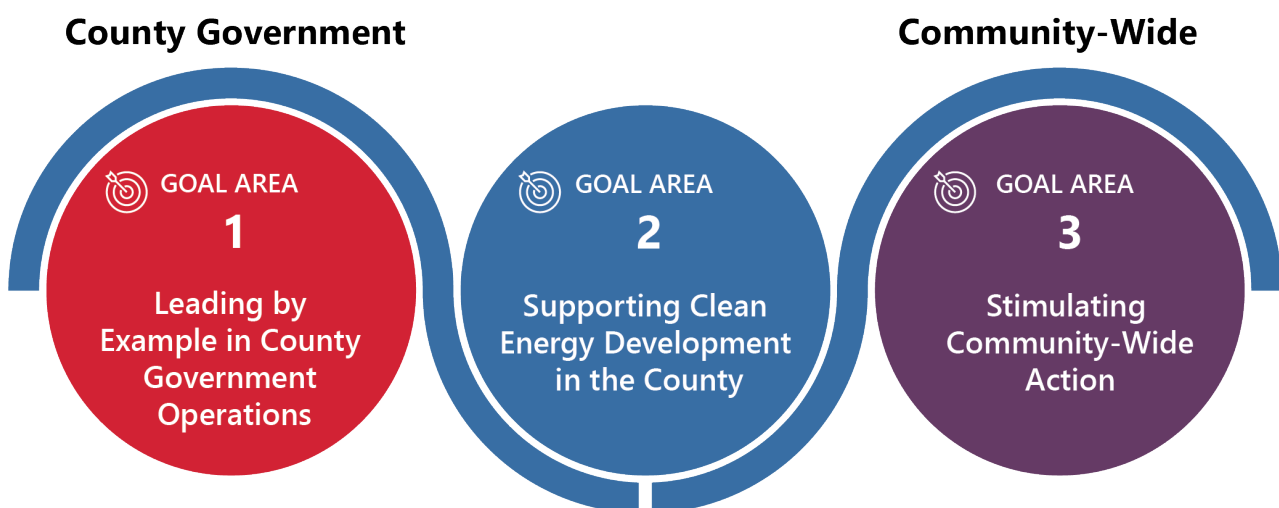 County Government
Community-Wide
GOAL AREA
1
Leading by
Example in County
Government
Operations
GOAL AREA
2
Supporting Clean
Energy Development
in the County
GOAL AREA
3
Stimulating
Community-Wide
Action